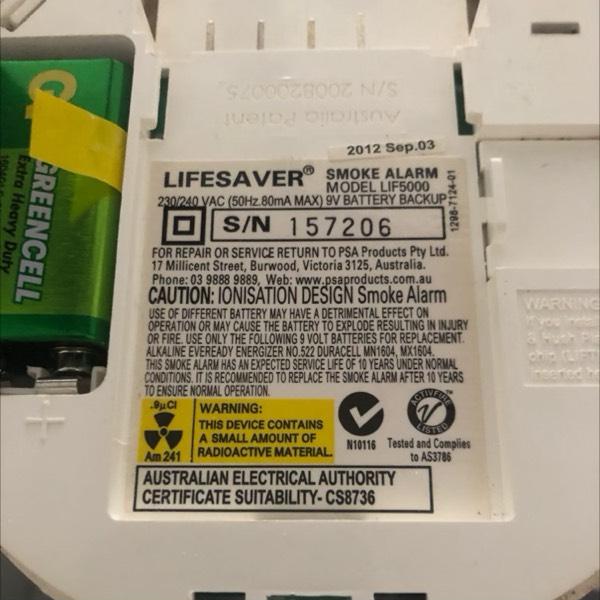 S/N 2008200075
Australia Patent
2012 Sep.03
LIFESAVER® SMOKE ALARM
MODEL LIF5000
230/240 VAC (50Hz.80mA MAX) 9V BATTERY BACKUP
1298-7124-01
S/N 157206
FOR REPAIR OR SERVICE RETURN TO PSA Products Pty Ltd.
17 Millicent Street, Burwood, Victoria 3125, Australia.
Phone: 03 9888 9889, Web: www.psaproducts.com.au
CAUTION: IONISATION DESIGN Smoke Alarm
USE OF DIFFERENT BATTERY MAY HAVE A DETRIMENTAL EFFECT ON
OPERATION OR MAY CAUSE THE BATTERY TO EXPLODE RESULTING IN INJURY
OR FIRE. USE ONLY THE FOLLOWING 9 VOLT BATTERIES FOR REPLACEMENT.
ALKALINE EVEREADY ENERGIZER NO.522 DURACELL MN1604, MX1604.
THIS SMOKE ALARM HAS AN EXPECTED SERVICE LIFE OF 10 YEARS UNDER NORMAL
CONDITIONS. IT IS RECOMMENDED TO REPLACE THE SMOKE ALARM AFTER 10 YEARS
TO ENSURE NORMAL OPERATION.
.9µCI
Am 241
WARNING:
THIS DEVICE CONTAINS
A SMALL AMOUNT OF
RADIOACTIVE MATERIAL.
N10116
ACTIVFIRE
LISTED
Tested and Complies
to AS3786
AUSTRALIAN ELECTRICAL AUTHORITY
CERTIFICATE SUITABILITY- CS8736
GREENCELL
Extra Heavy Duty
WARNING